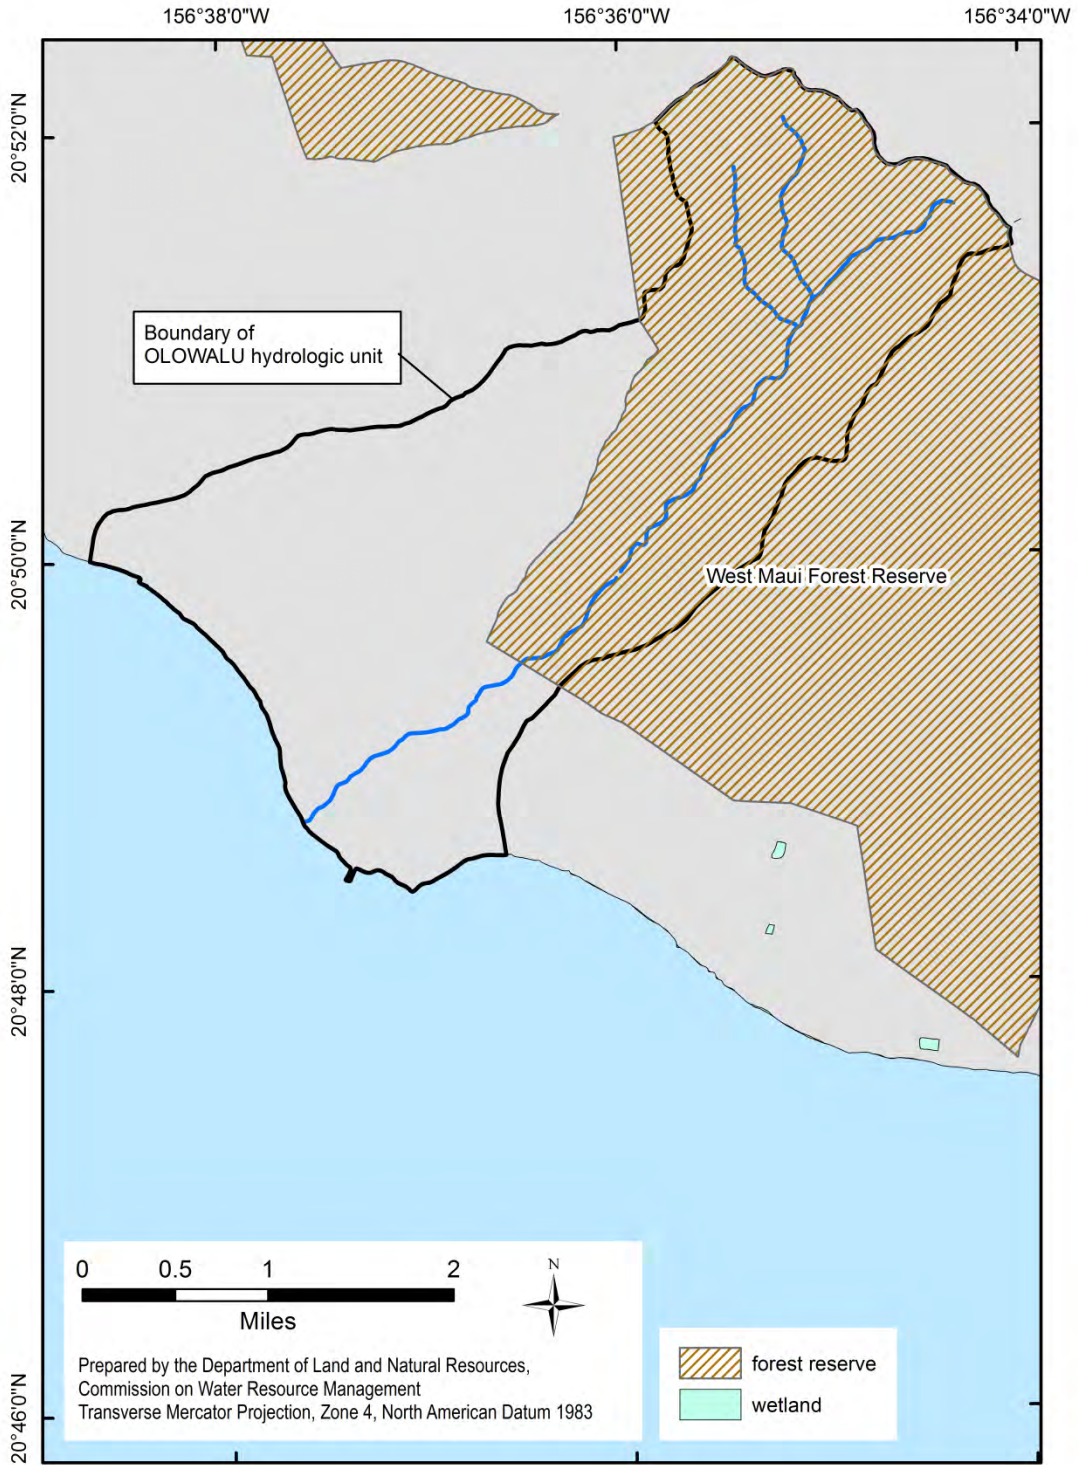 156°38'0"W
156°36'0"W
156°34'0"W
20°52'0"N
Boundary of
OLOWALU hydrologic unit
20°50'0"N
West Maui Forest Reserve
20°48'0"N
0 0.5 1 2
Miles
N
Prepared by the Department of Land and Natural Resources,
Commission on Water Resource Management
Transverse Mercator Projection, Zone 4, North American Datum 1983
forest reserve
wetland
20°46'0"N